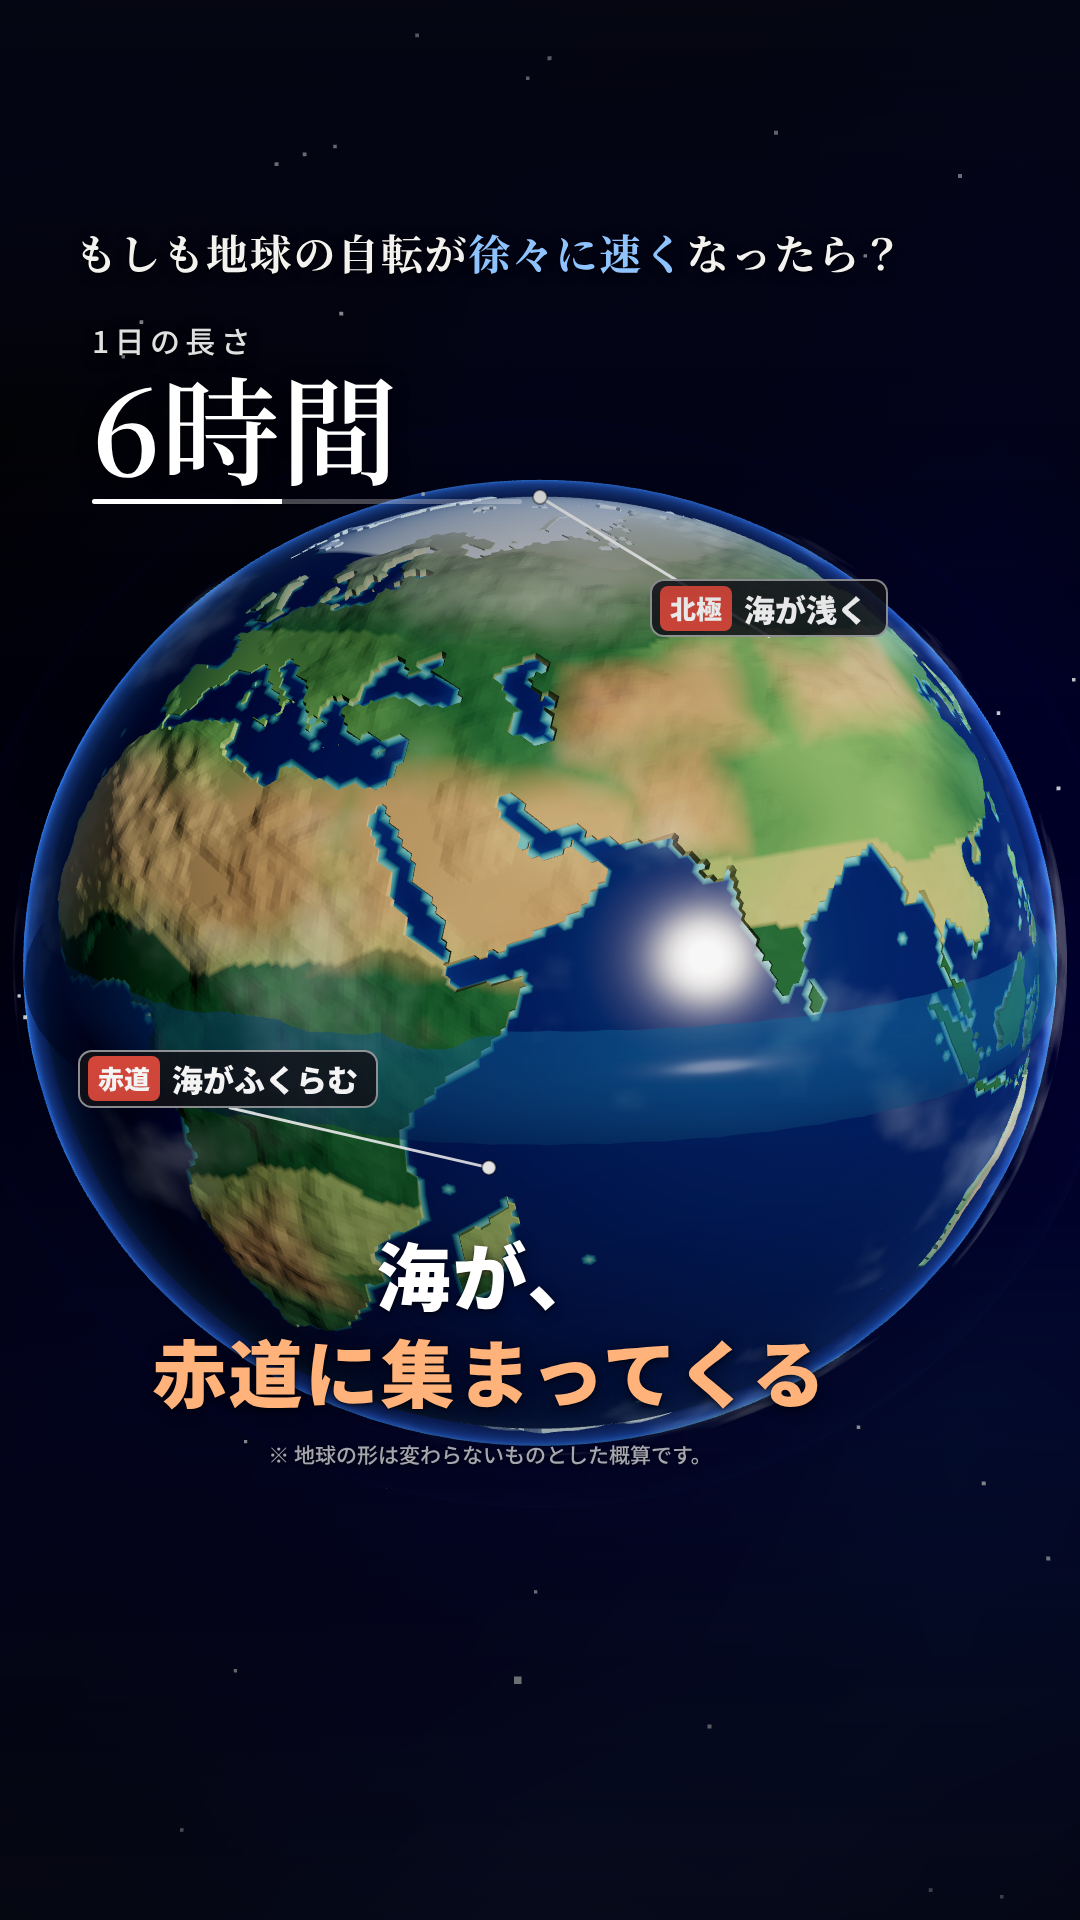 もしも地球の自転が徐々に速くなったら?
1日の長さ
6時間
北極 海が浅く
赤道 海がふくらむ
海が、
赤道に集まってくる
※ 地球の形は変わらないものとした概算です。